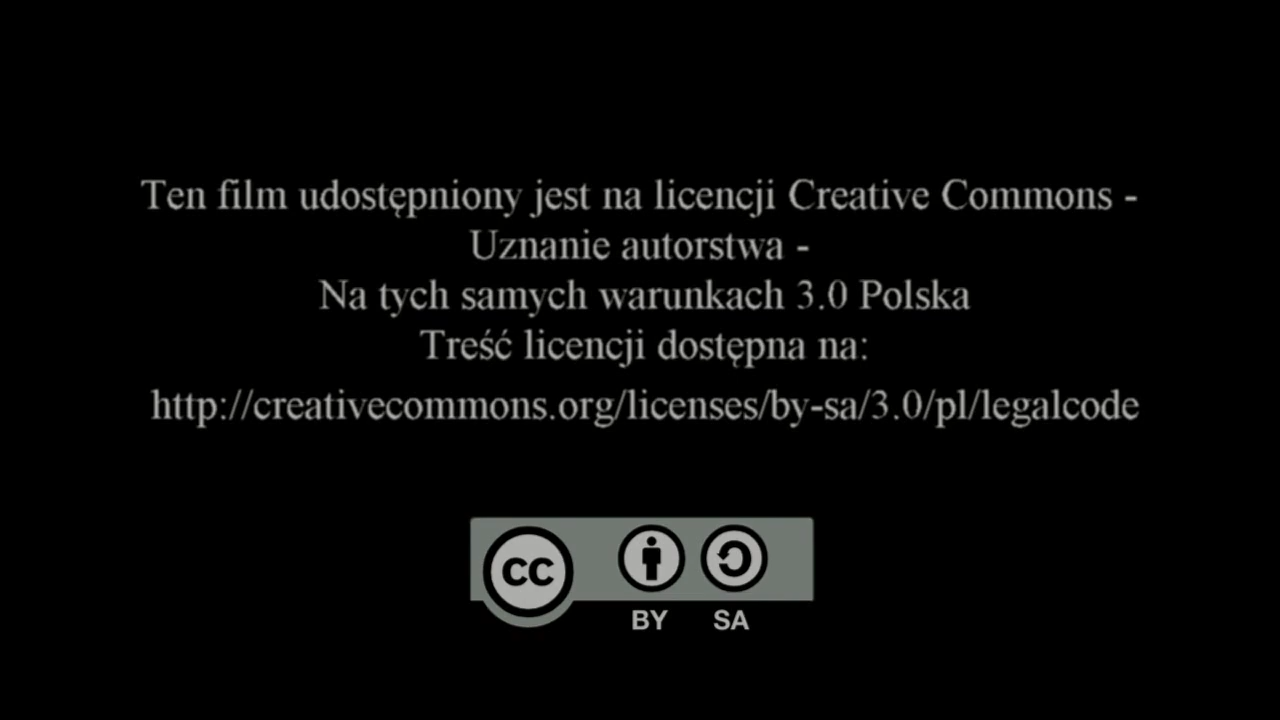 Ten film udostępniony jest na licencji Creative Commons -
Uznanie autorstwa -
Na tych samych warunkach 3.0 Polska
Treść licencji dostępna na:
http://creativecommons.org/licenses/by-sa/3.0/pl/legalcode
cc
BY SA